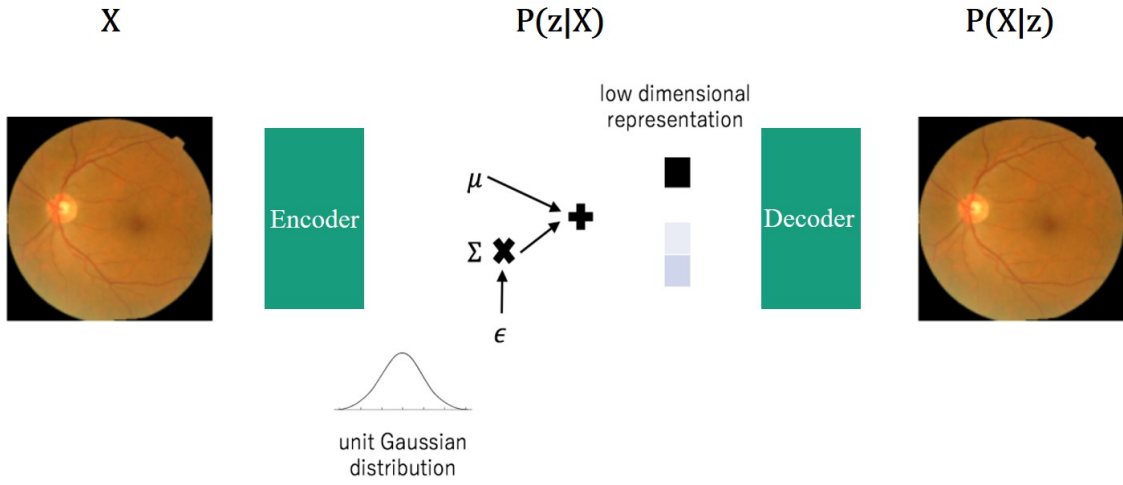 X
P(z|X)
P(X|z)
low dimensional
representation
Encoder
μ
Σ
ϵ
Decoder
unit Gaussian
distribution